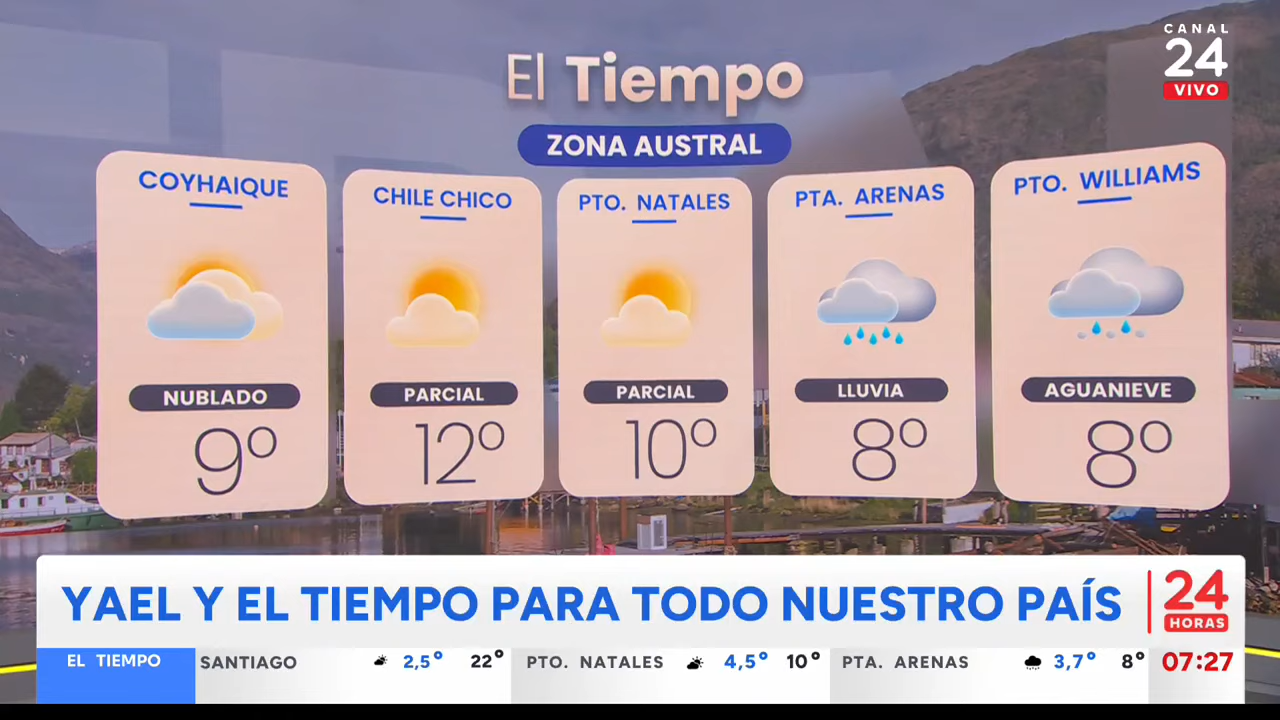 CANAL
24
VIVO
El Tiempo
ZONA AUSTRAL
COYHAIQUE
NUBLADO
9°
CHILE CHICO
PARCIAL
12°
PTO. NATALES
PARCIAL
10°
PTA. ARENAS
LLUVIA
8°
PTO. WILLIAMS
AGUANIEVE
8°
YAEL Y EL TIEMPO PARA TODO NUESTRO PAÍS
24
HORAS
EL TIEMPO
SANTIAGO 2,5° 22°
PTO. NATALES 4,5° 10°
PTA. ARENAS 3,7° 8°
07:27